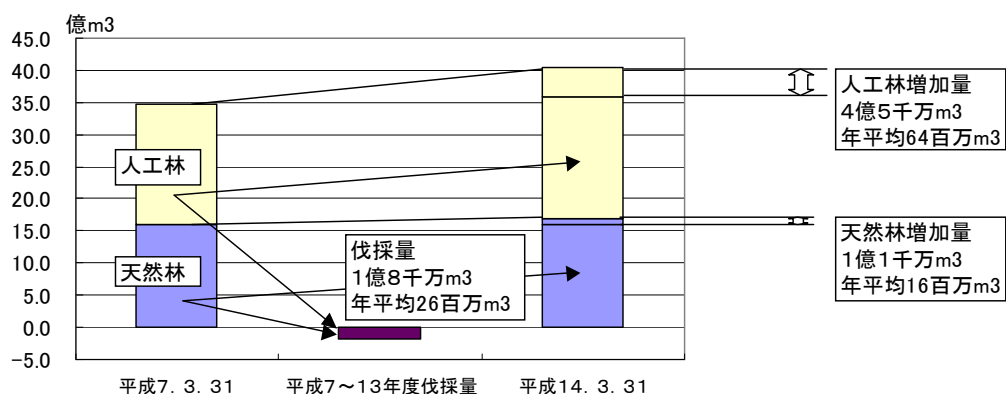 億m3
45.0
40.0
35.0
30.0
25.0
20.0
15.0
10.0
5.0
0.0
-5.0
人工林
天然林
伐採量
1億8千万m3
年平均26百万m3
人工林増加量
4億5千万m3
年平均64百万m3
天然林増加量
1億1千万m3
年平均16百万m3
平成7．3．31
平成7～13年度伐採量
平成14．3．31